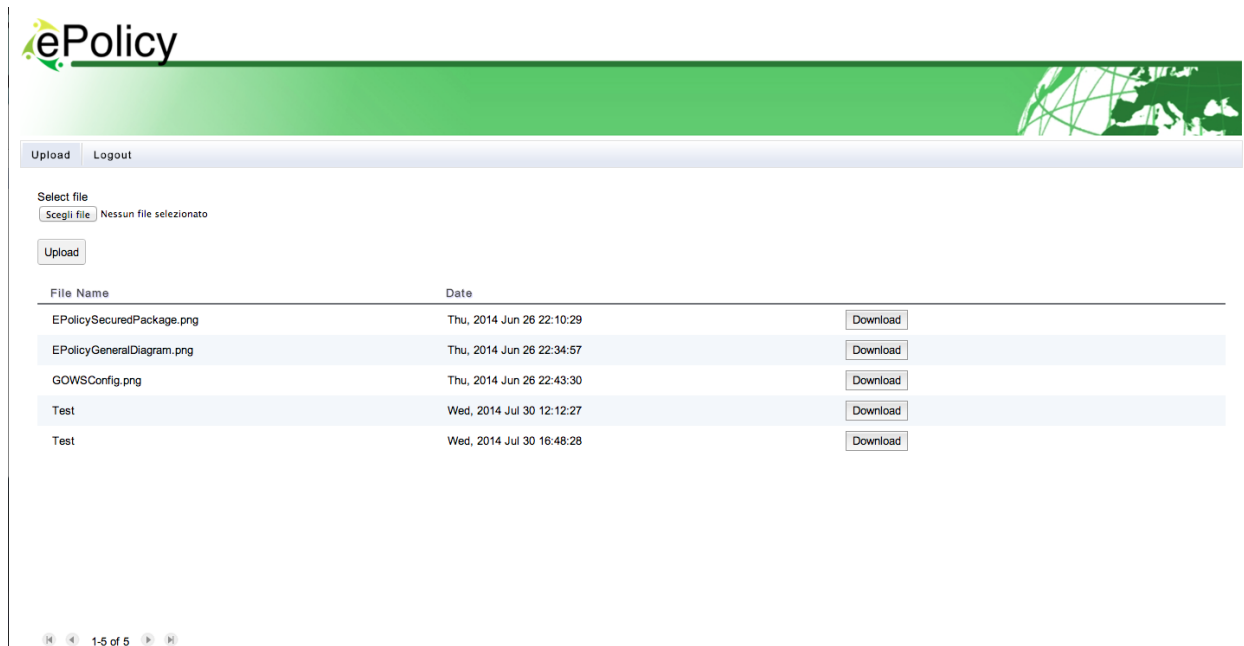 ePolicy
Upload Logout
Select file
Scegli file Nessun file selezionato
Upload
File Name Date
EPolicySecuredPackage.png Thu, 2014 Jun 26 22:10:29 Download
EPolicyGeneralDiagram.png Thu, 2014 Jun 26 22:34:57 Download
GOWSConfig.png Thu, 2014 Jun 26 22:43:30 Download
Test Wed, 2014 Jul 30 12:12:27 Download
Test Wed, 2014 Jul 30 16:48:28 Download
1-5 of 5